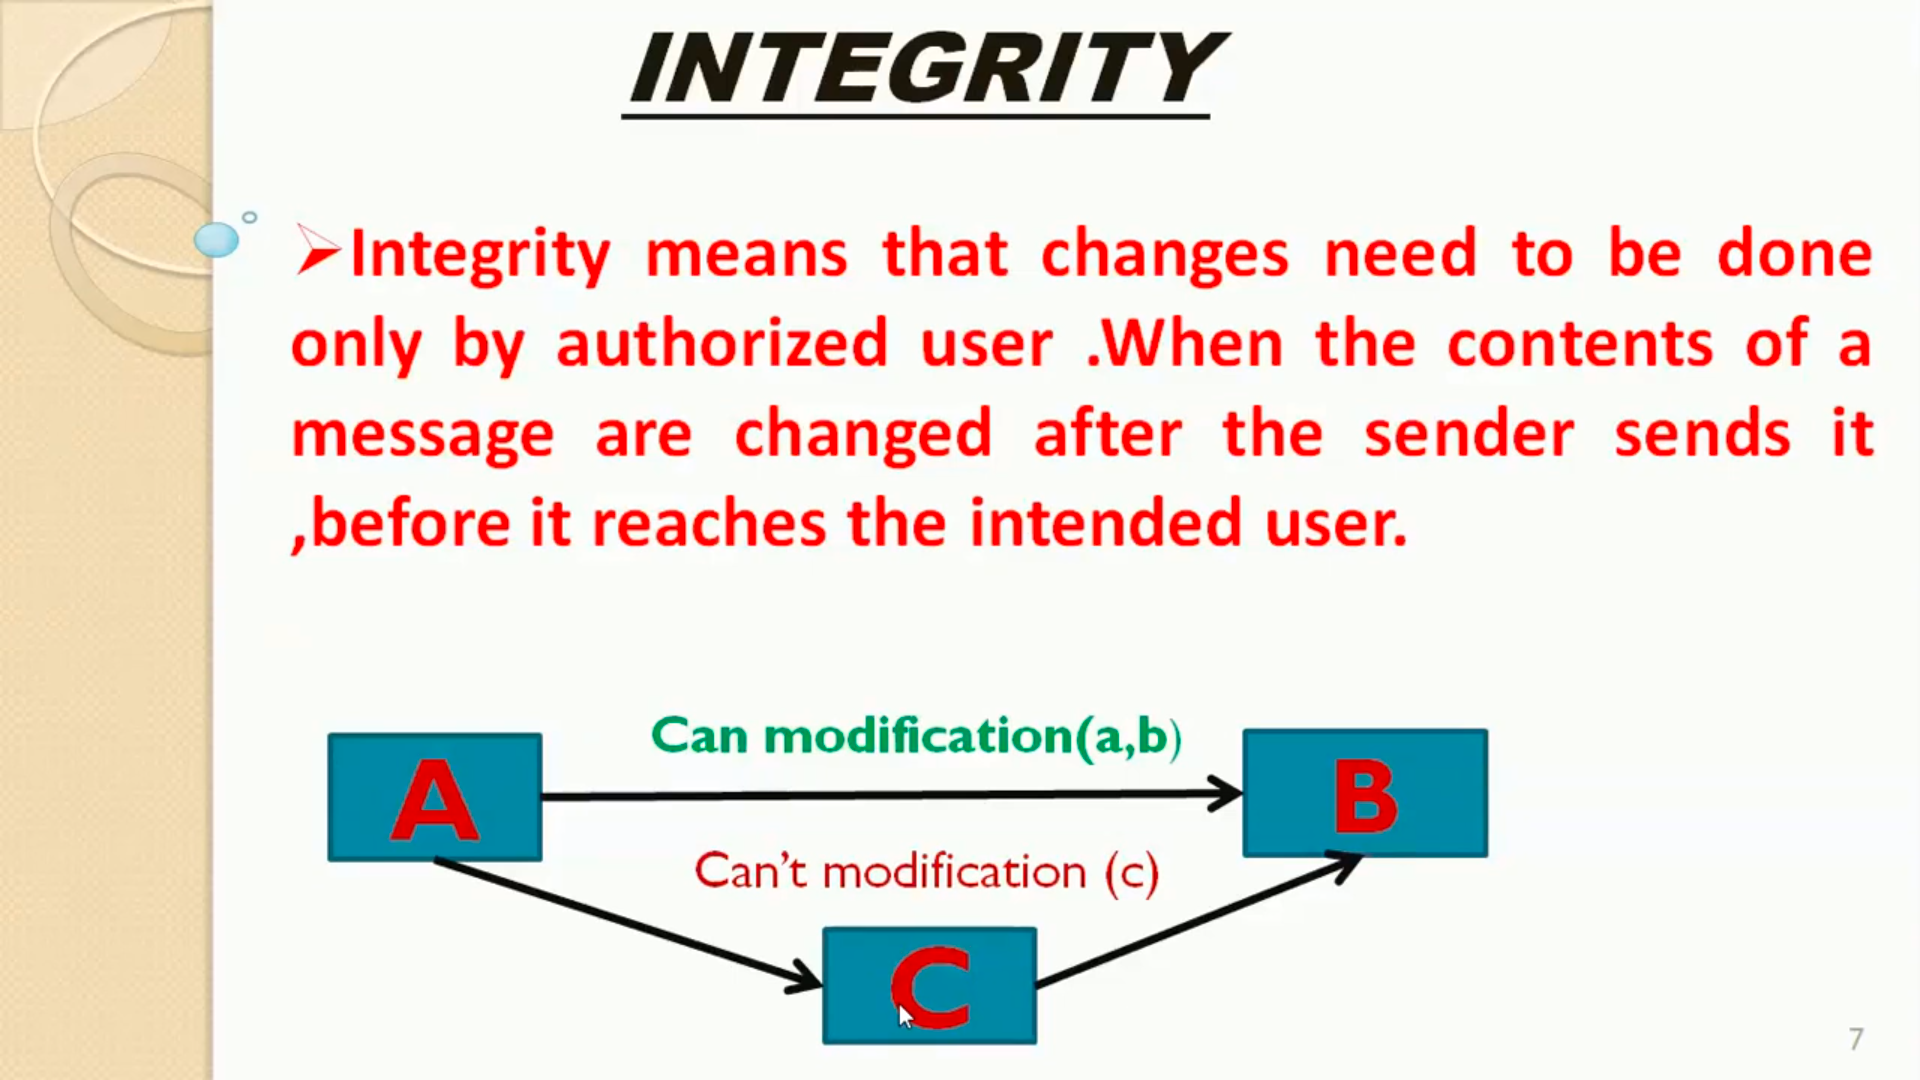 INTEGRITY
➢Integrity means that changes need to be done
only by authorized user .When the contents of a
message are changed after the sender sends it
,before it reaches the intended user.
Can modification(a,b)
A
B
Can't modification (c)
C
7